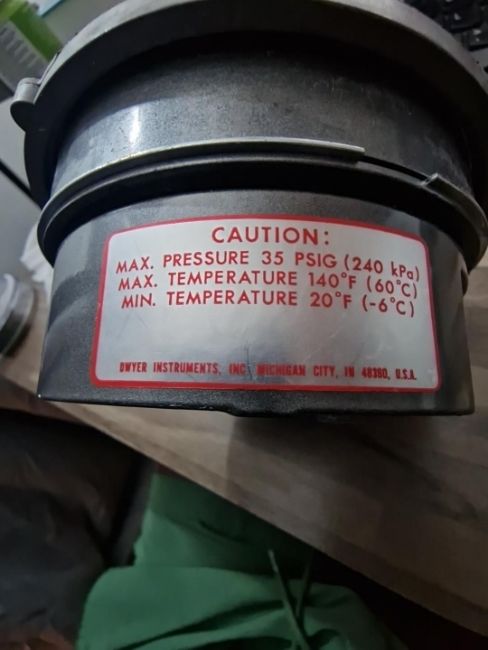 CAUTION:
MAX. PRESSURE 35 PSIG (240 kPa)
MAX. TEMPERATURE 140°F (60°C)
MIN. TEMPERATURE 20°F (-6°C)
DWYER INSTRUMENTS, INC. MICHIGAN CITY, IN 46360, U.S.A.